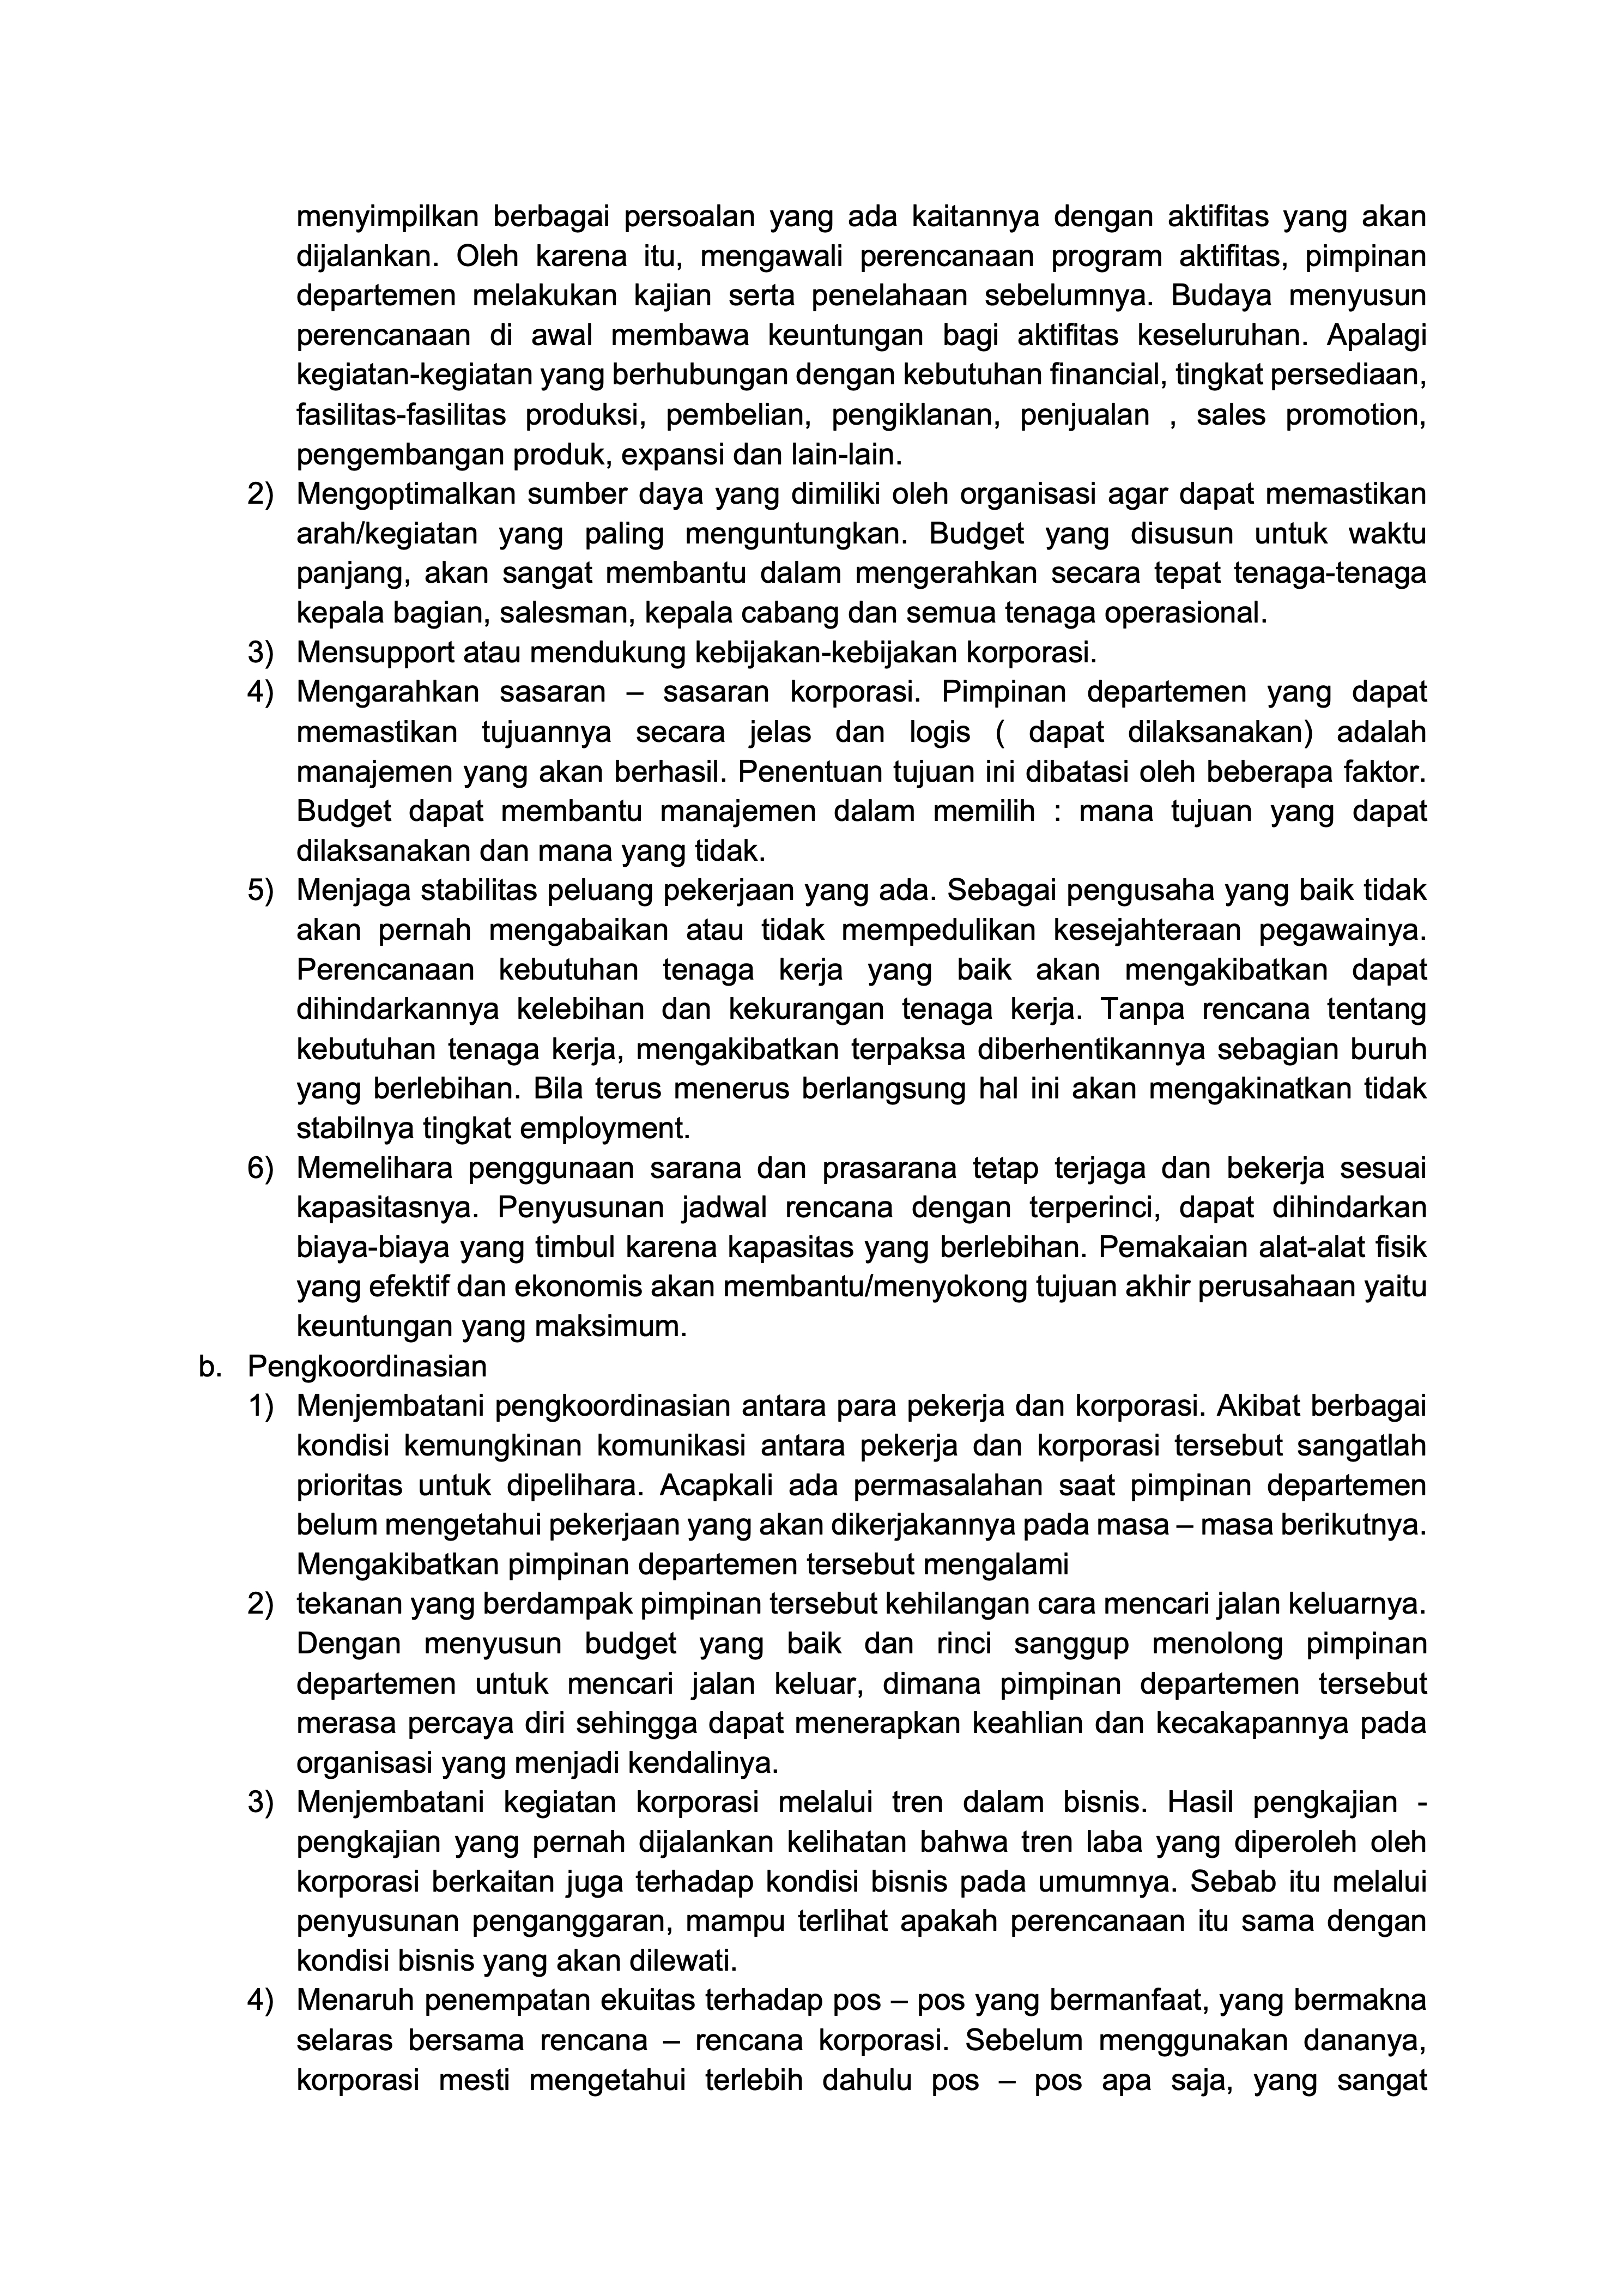 menyimpilkan berbagai persoalan yang ada kaitannya dengan aktifitas yang akan
dijalankan. Oleh karena itu, mengawali perencanaan program aktifitas, pimpinan
departemen melakukan kajian serta penelahaan sebelumnya. Budaya menyusun
perencanaan di awal membawa keuntungan bagi aktifitas keseluruhan. Apalagi
kegiatan-kegiatan yang berhubungan dengan kebutuhan financial, tingkat persediaan,
fasilitas-fasilitas produksi, pembelian, pengiklanan, penjualan , sales promotion,
pengembangan produk, expansi dan lain-lain.
2) Mengoptimalkan sumber daya yang dimiliki oleh organisasi agar dapat memastikan
arah/kegiatan yang paling menguntungkan. Budget yang disusun untuk waktu
panjang, akan sangat membantu dalam mengerahkan secara tepat tenaga-tenaga
kepala bagian, salesman, kepala cabang dan semua tenaga operasional.
3) Mensupport atau mendukung kebijakan-kebijakan korporasi.
4) Mengarahkan sasaran – sasaran korporasi. Pimpinan departemen yang dapat
memastikan tujuannya secara jelas dan logis ( dapat dilaksanakan) adalah
manajemen yang akan berhasil. Penentuan tujuan ini dibatasi oleh beberapa faktor.
Budget dapat membantu manajemen dalam memilih : mana tujuan yang dapat
dilaksanakan dan mana yang tidak.
5) Menjaga stabilitas peluang pekerjaan yang ada. Sebagai pengusaha yang baik tidak
akan pernah mengabaikan atau tidak mempedulikan kesejahteraan pegawainya.
Perencanaan kebutuhan tenaga kerja yang baik akan mengakibatkan dapat
dihindarkannya kelebihan dan kekurangan tenaga kerja. Tanpa rencana tentang
kebutuhan tenaga kerja, mengakibatkan terpaksa diberhentikannya sebagian buruh
yang berlebihan. Bila terus menerus berlangsung hal ini akan mengakinatkan tidak
stabilnya tingkat employment.
6) Memelihara penggunaan sarana dan prasarana tetap terjaga dan bekerja sesuai
kapasitasnya. Penyusunan jadwal rencana dengan terperinci, dapat dihindarkan
biaya-biaya yang timbul karena kapasitas yang berlebihan. Pemakaian alat-alat fisik
yang efektif dan ekonomis akan membantu/menyokong tujuan akhir perusahaan yaitu
keuntungan yang maksimum.
b. Pengkoordinasian
1) Menjembatani pengkoordinasian antara para pekerja dan korporasi. Akibat berbagai
kondisi kemungkinan komunikasi antara pekerja dan korporasi tersebut sangatlah
prioritas untuk dipelihara. Acapkali ada permasalahan saat pimpinan departemen
belum mengetahui pekerjaan yang akan dikerjakannya pada masa – masa berikutnya.
Mengakibatkan pimpinan departemen tersebut mengalami
2) tekanan yang berdampak pimpinan tersebut kehilangan cara mencari jalan keluarnya.
Dengan menyusun budget yang baik dan rinci sanggup menolong pimpinan
departemen untuk mencari jalan keluar, dimana pimpinan departemen tersebut
merasa percaya diri sehingga dapat menerapkan keahlian dan kecakapannya pada
organisasi yang menjadi kendalinya.
3) Menjembatani kegiatan korporasi melalui tren dalam bisnis. Hasil pengkajian -
pengkajian yang pernah dijalankan kelihatan bahwa tren laba yang diperoleh oleh
korporasi berkaitan juga terhadap kondisi bisnis pada umumnya. Sebab itu melalui
penyusunan penganggaran, mampu terlihat apakah perencanaan itu sama dengan
kondisi bisnis yang akan dilewati.
4) Menaruh penempatan ekuitas terhadap pos – pos yang bermanfaat, yang bermakna
selaras bersama rencana – rencana korporasi. Sebelum menggunakan dananya,
korporasi mesti mengetahui terlebih dahulu pos – pos apa saja, yang sangat